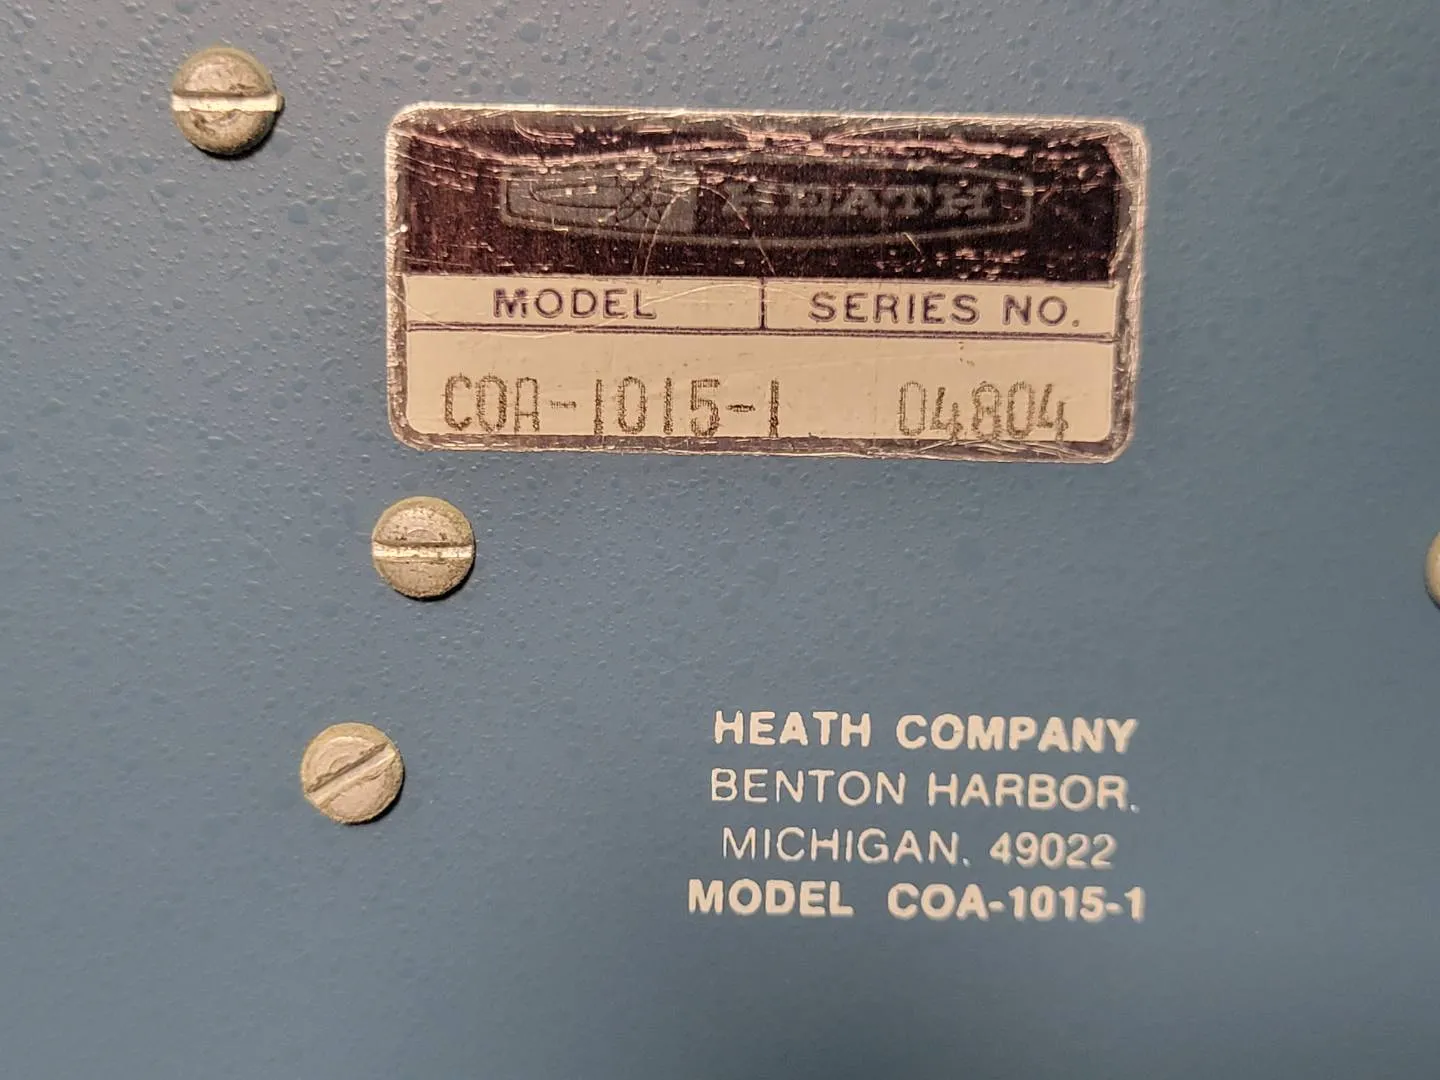 HEATH
MODEL SERIES NO.
COA-1015-1 04804
HEATH COMPANY
BENTON HARBOR,
MICHIGAN, 49022
MODEL COA-1015-1